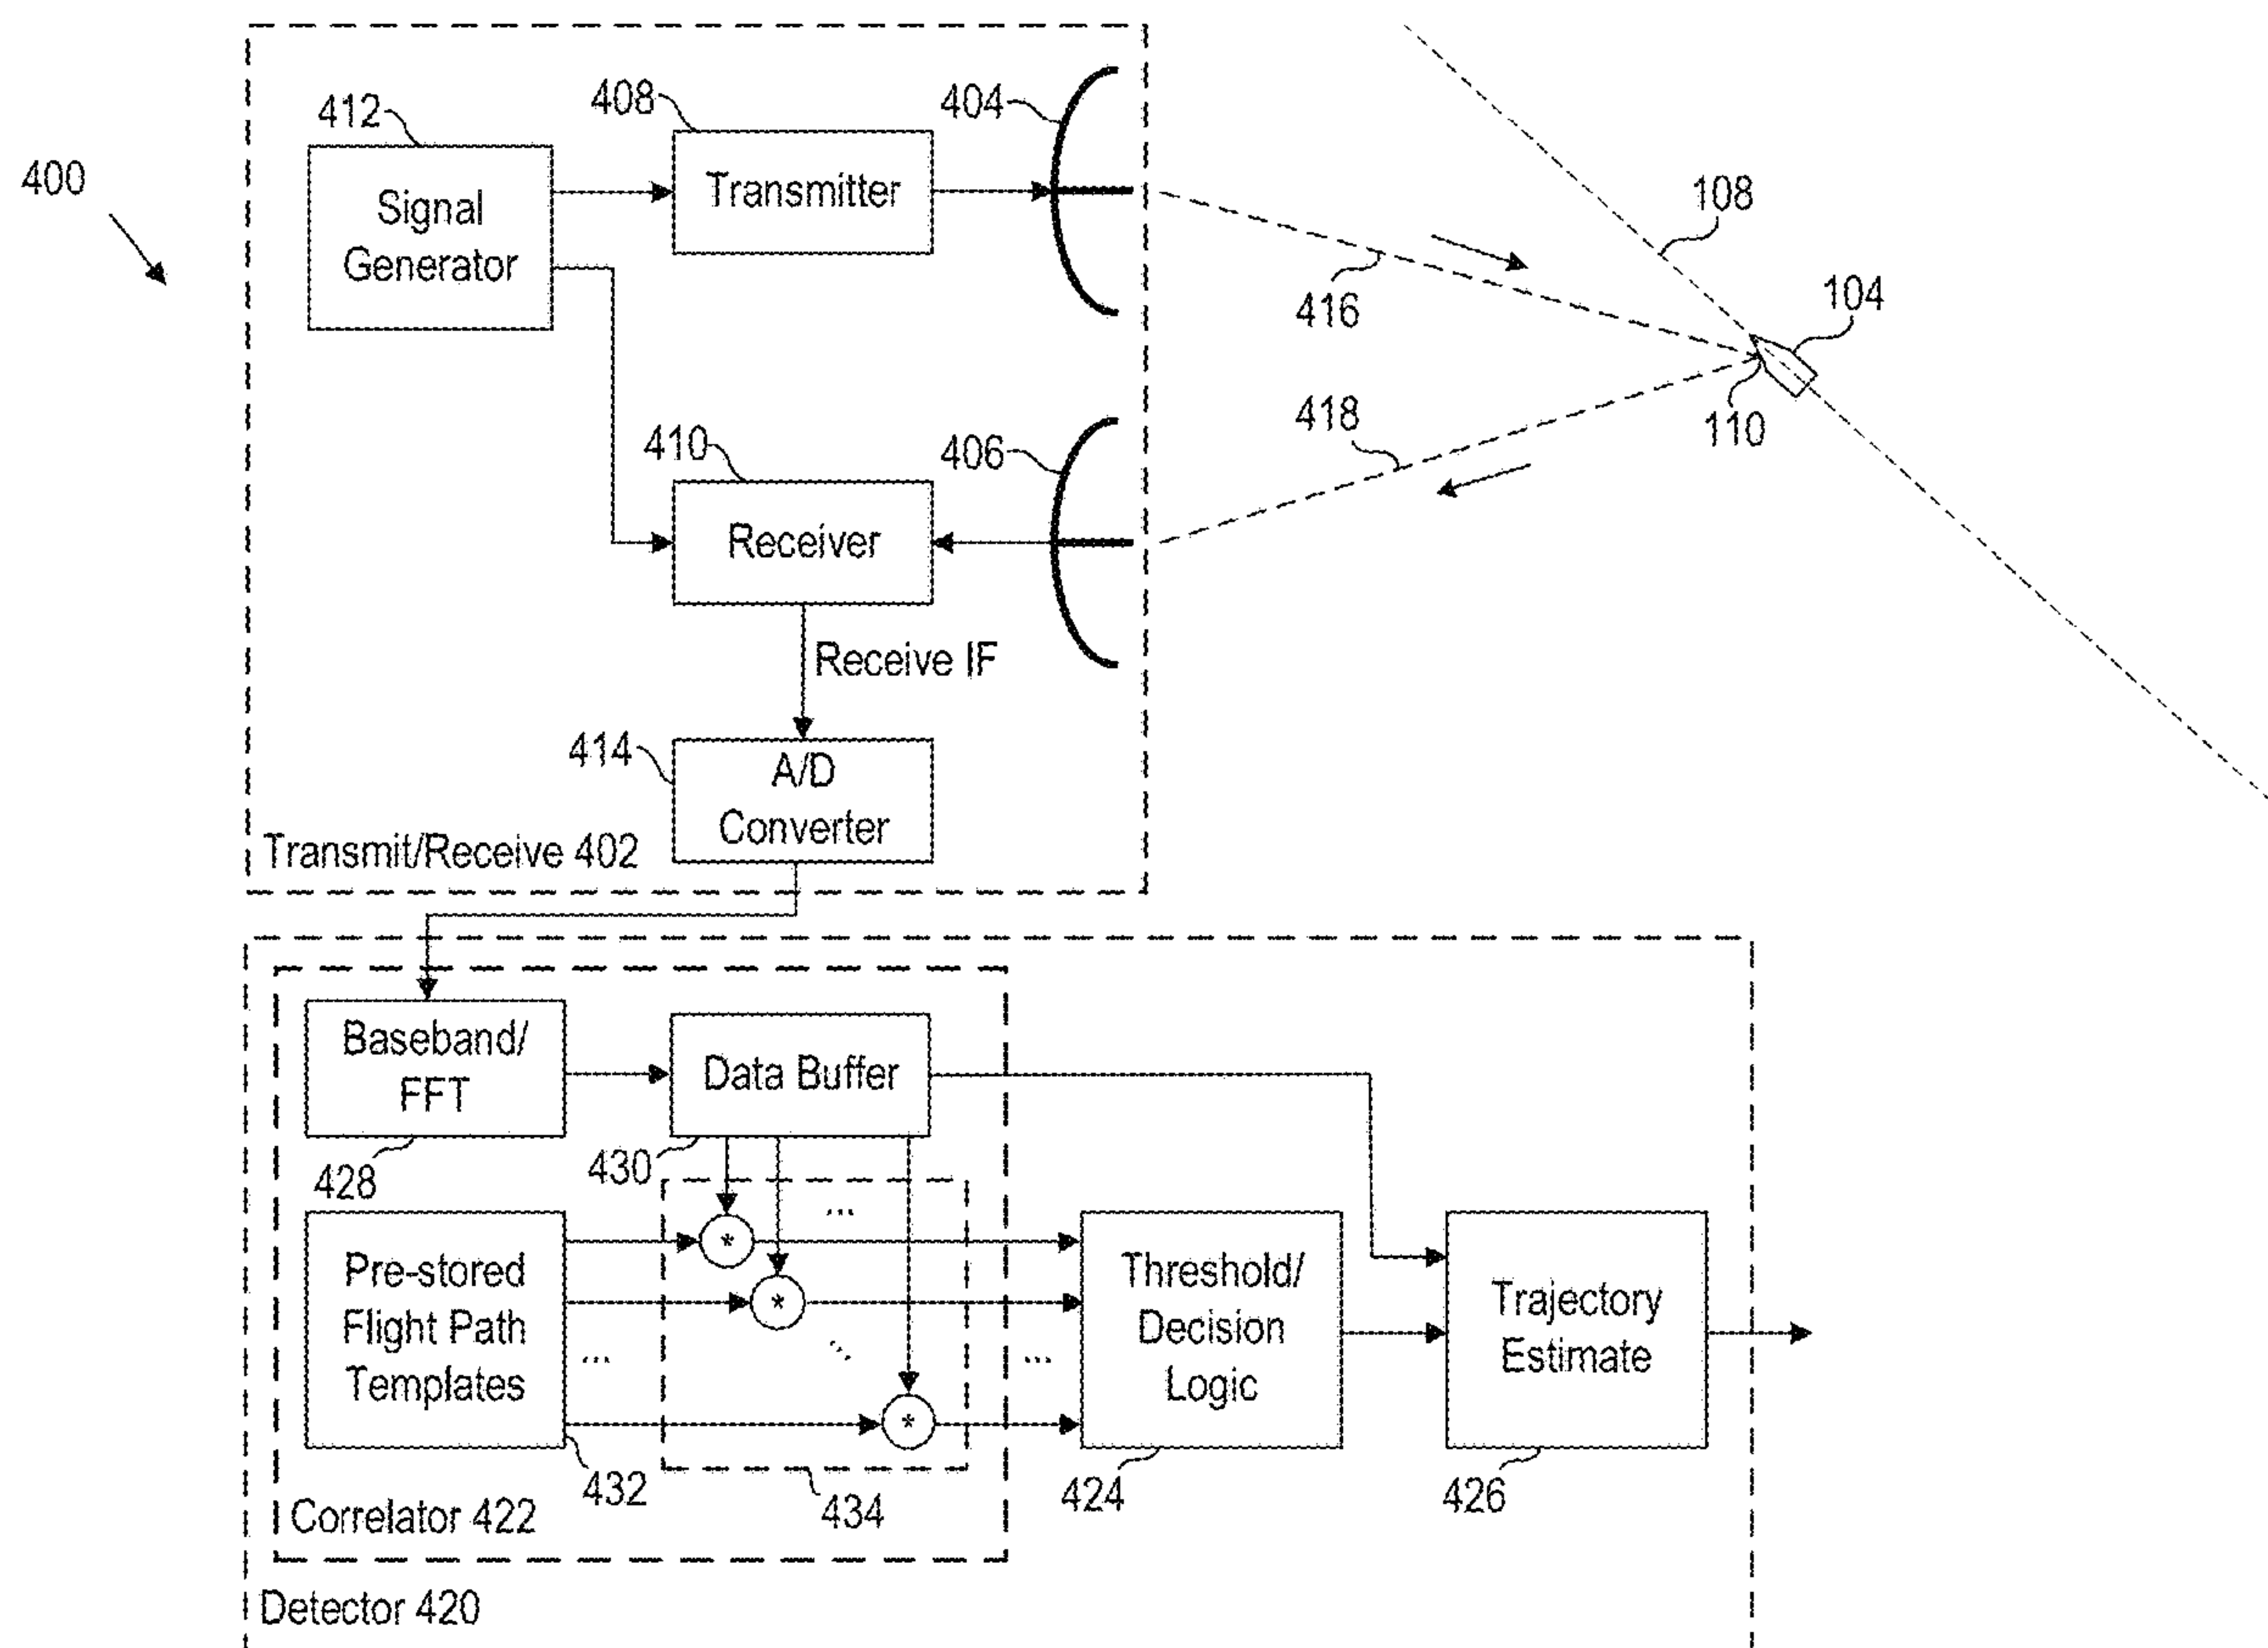 400
412
Signal
Generator
408
Transmitter
404
416
108
104
110
418
410
Receiver
406
Receive IF
414
A/D
Converter
Transmit/Receive 402
Baseband/
FFT
428
Data Buffer
430
...
Pre-stored
Flight Path
Templates
432
...
*
*
...
*
434
...
Threshold/
Decision
Logic
424
Trajectory
Estimate
426
Correlator 422
Detector 420